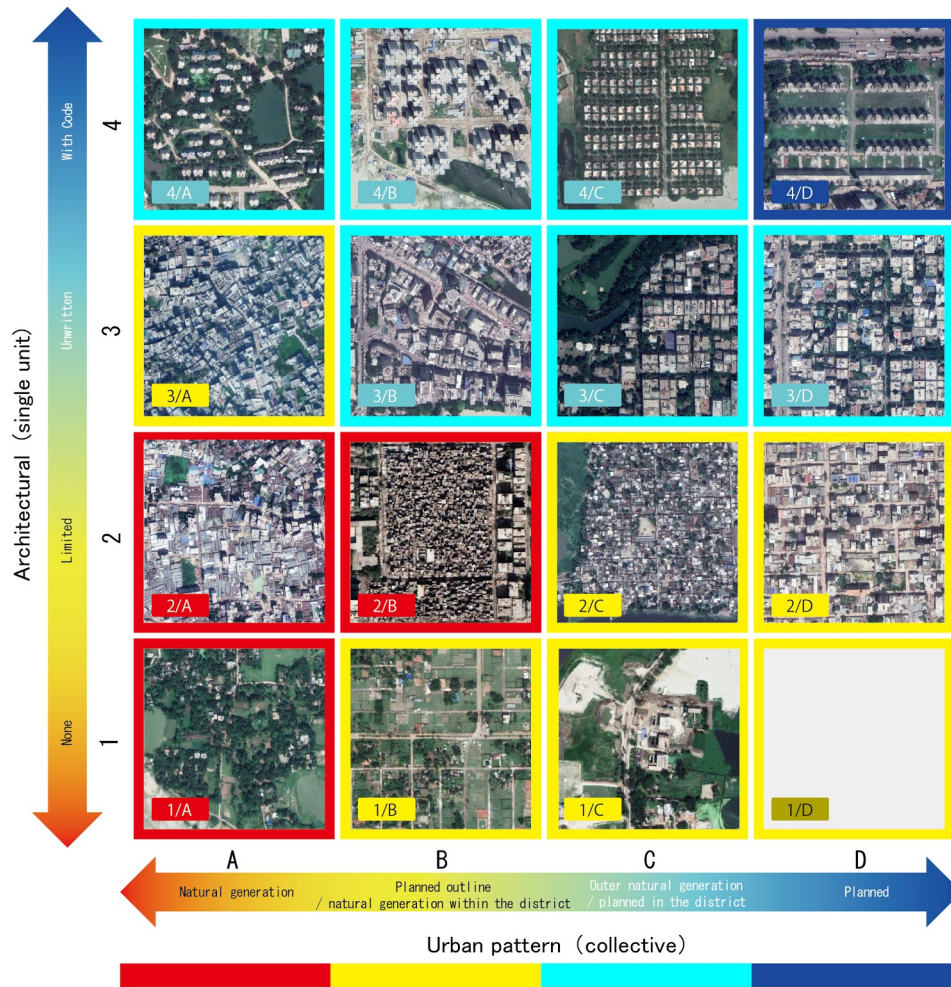 4
With Code
4/A
4/B
4/C
4/D
Architectural (single unit)
3
Unwritten
3/A
3/B
3/C
3/D
2
Limited
2/A
2/B
2/C
2/D
1
None
1/A
1/B
1/C
1/D
A
B
C
D
Natural generation
Planned outline
/ natural generation within the district
Outer natural generation
/ planned in the district
Planned
Urban pattern (collective)